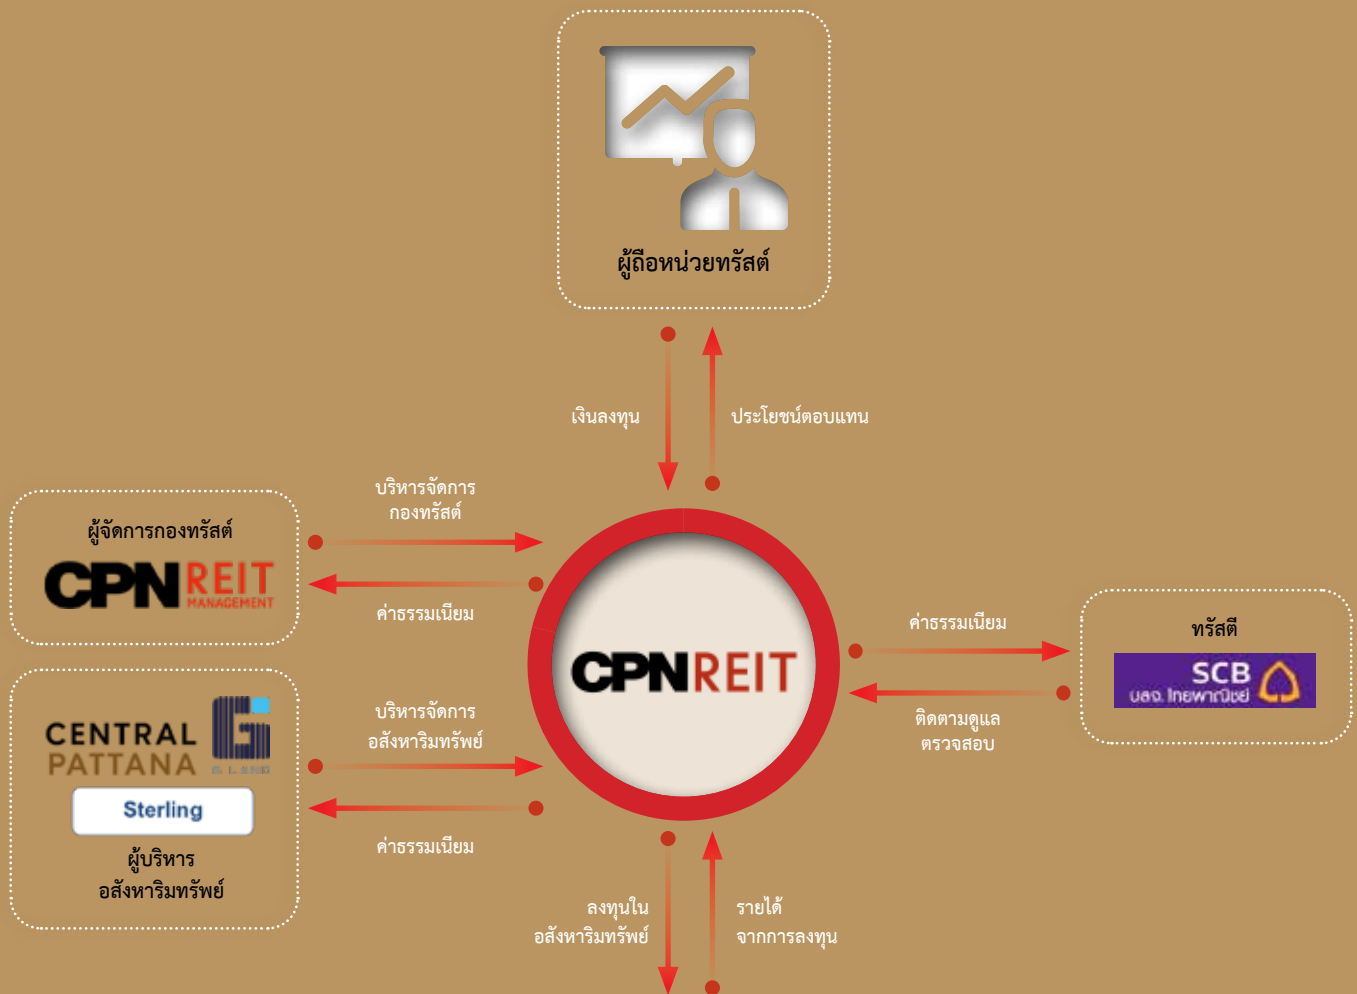 ผู้ถือหน่วยทรัสต์
เงินลงทุน
ประโยชน์ตอบแทน
ผู้จัดการกองทรัสต์
CPNREIT
MANAGEMENT
บริหารจัดการ
กองทรัสต์
ค่าธรรมเนียม
CPNREIT
ค่าธรรมเนียม
ติดตามดูแล
ตรวจสอบ
ทรัสตี
SCB
บลจ. ไทยพาณิชย์
CENTRAL
PATTANA
G LAND
Sterling
ผู้บริหาร
อสังหาริมทรัพย์
บริหารจัดการ
อสังหาริมทรัพย์
ค่าธรรมเนียม
ลงทุนใน
อสังหาริมทรัพย์
รายได้
จากการลงทุน